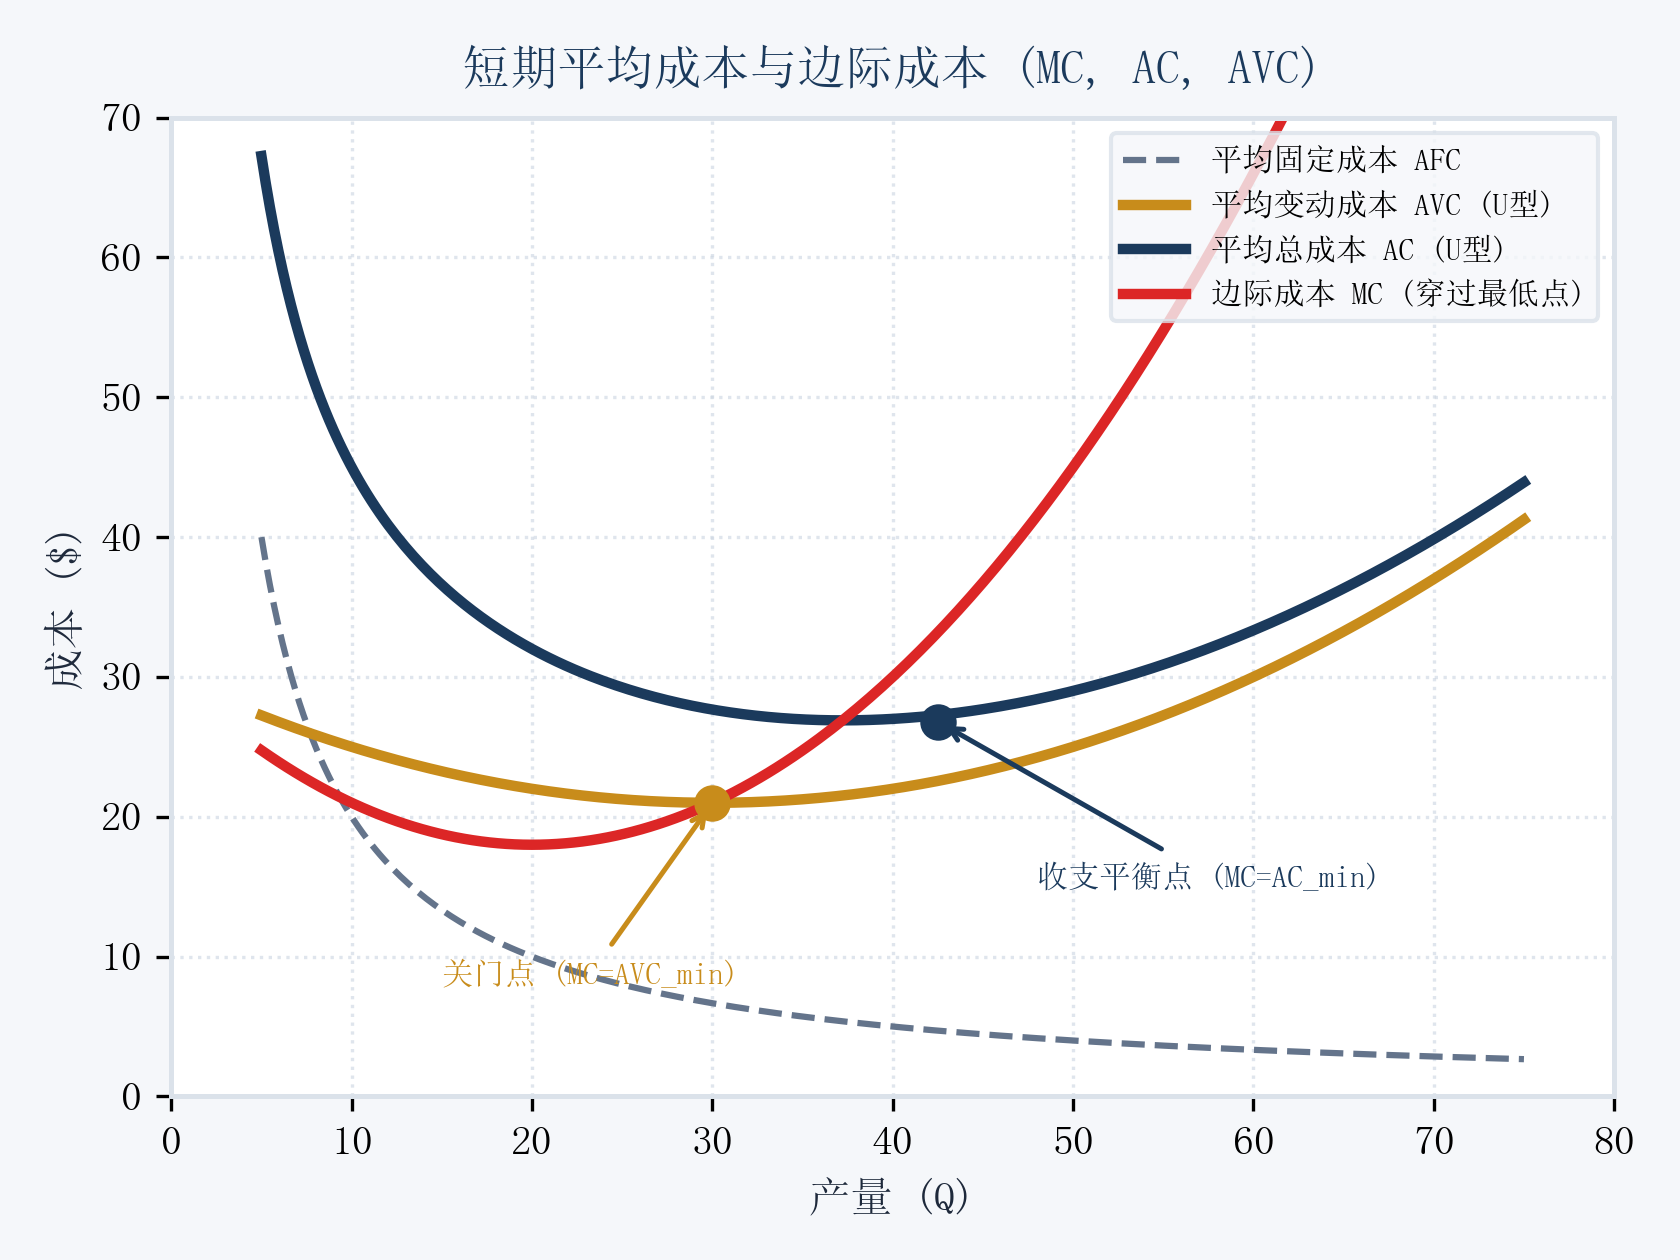 短期平均成本与边际成本 (MC, AC, AVC)
平均固定成本 AFC
平均变动成本 AVC (U型)
平均总成本 AC (U型)
边际成本 MC (穿过最低点)
成本 ($)
70
60
50
40
30
20
10
0
收支平衡点 (MC=AC_min)
关门点 (MC=AVC_min)
0 10 20 30 40 50 60 70 80
产量 (Q)